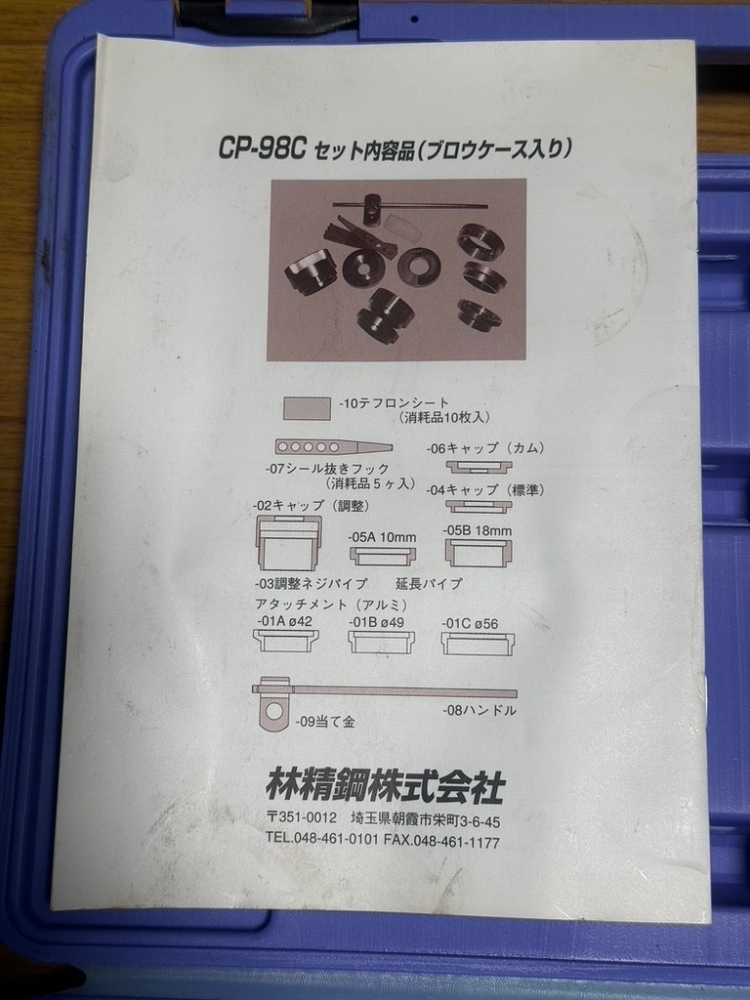 CP-98C セット内容品(ブロウケース入り)
-10テフロンシート
(消耗品10枚入)
-07シール抜きフック
(消耗品5ヶ入)
-06キャップ(カム)
-04キャップ(標準)
-02キャップ(調整)
-05A 10mm
-05B 18mm
-03調整ネジパイプ 延長パイプ
アタッチメント(アルミ)
-01A ø42
-01B ø49
-01C ø56
-09当て金
-08ハンドル
林精鋼株式会社
〒351-0012 埼玉県朝霞市栄町3-6-45
TEL.048-461-0101 FAX.048-461-1177